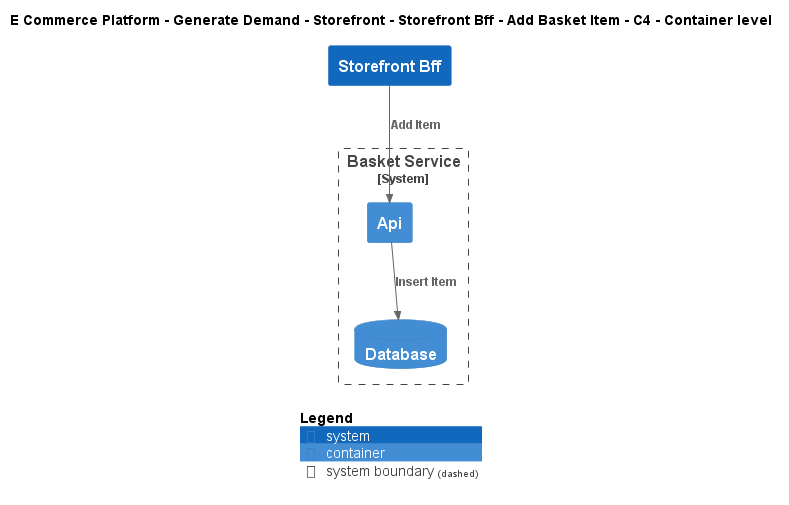 E Commerce Platform - Generate Demand - Storefront - Storefront Bff - Add Basket Item - C4 - Container level
Storefront Bff
Add Item
Basket Service
[System]
Api
Insert Item
Database
Legend
system
container
system boundary (dashed)